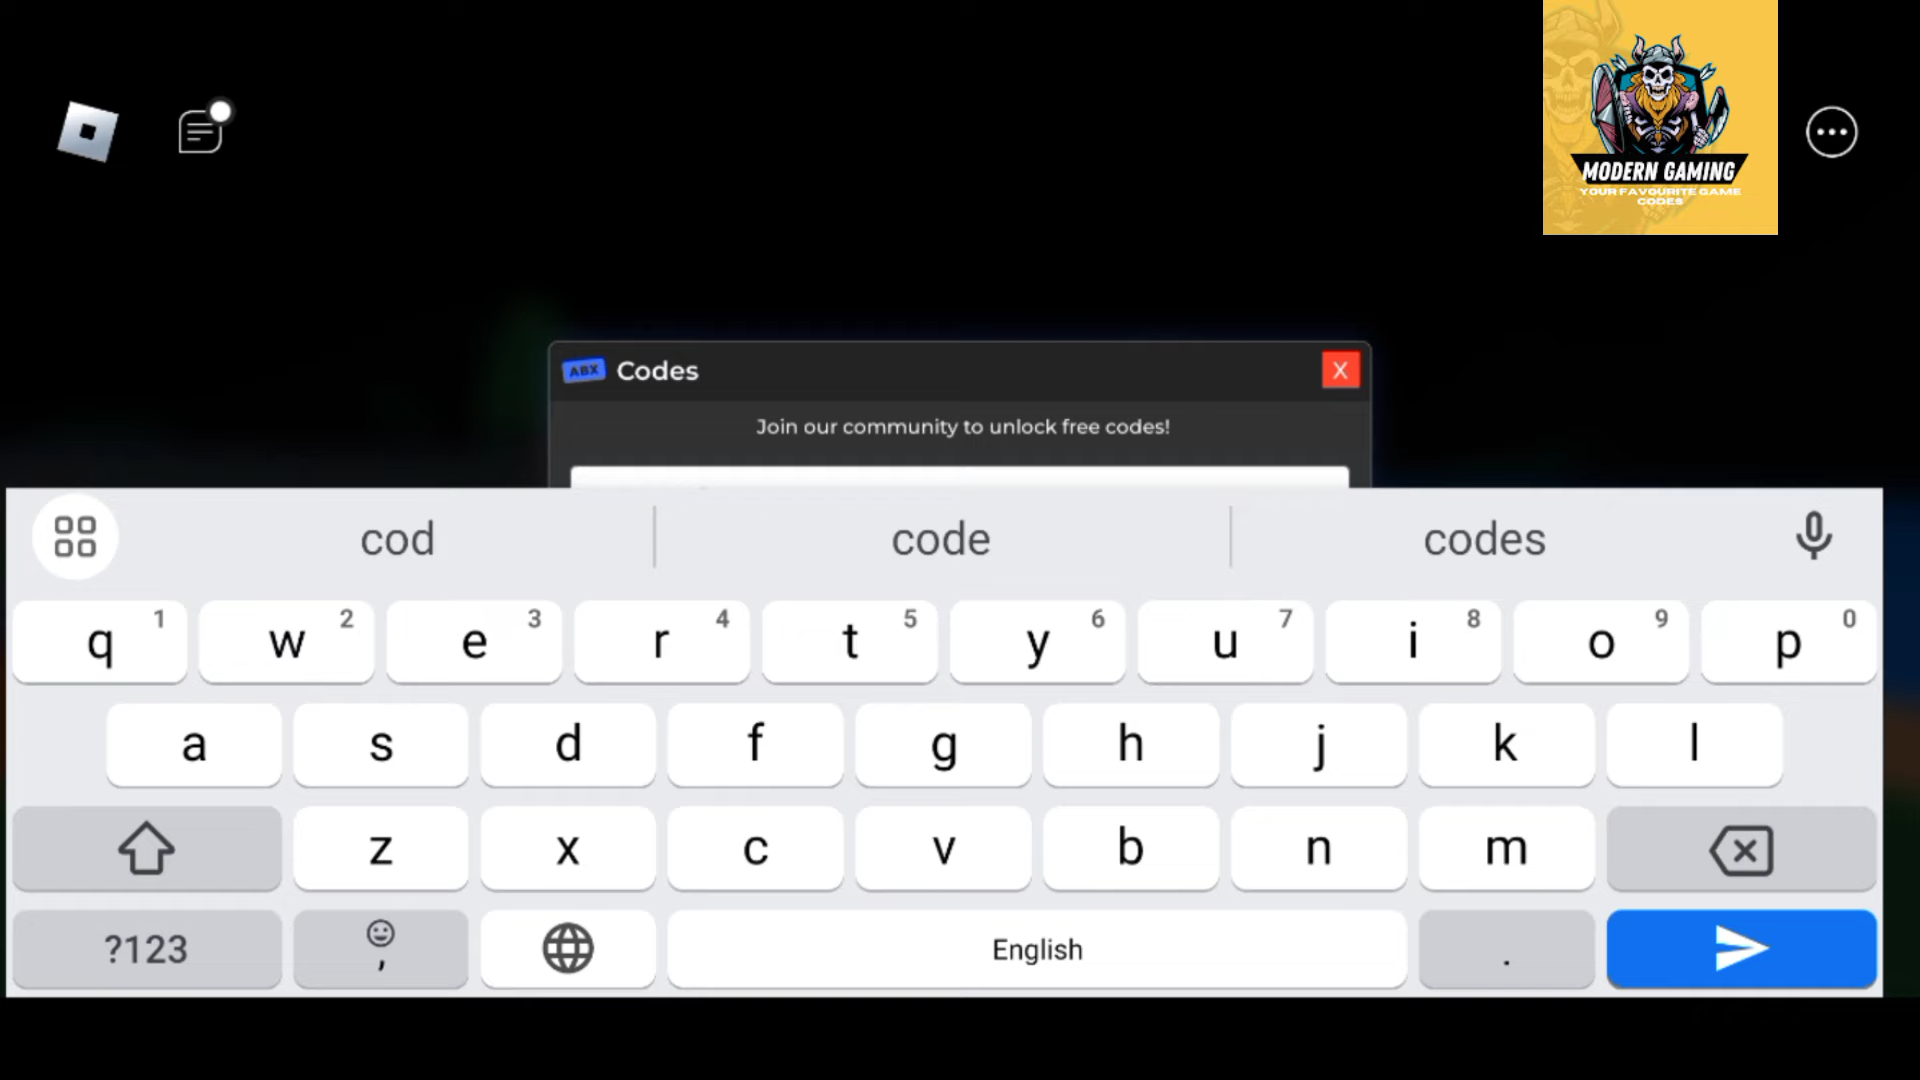 MODERN GAMING
YOUR FAVOURITE GAME
CODES
ABX Codes X
Join our community to unlock free codes!
cod code codes
q 1 w 2 e 3 r 4 t 5 y 6 u 7 i 8 o 9 p 0
a s d f g h j k l
z x c v b n m
?123 , English .